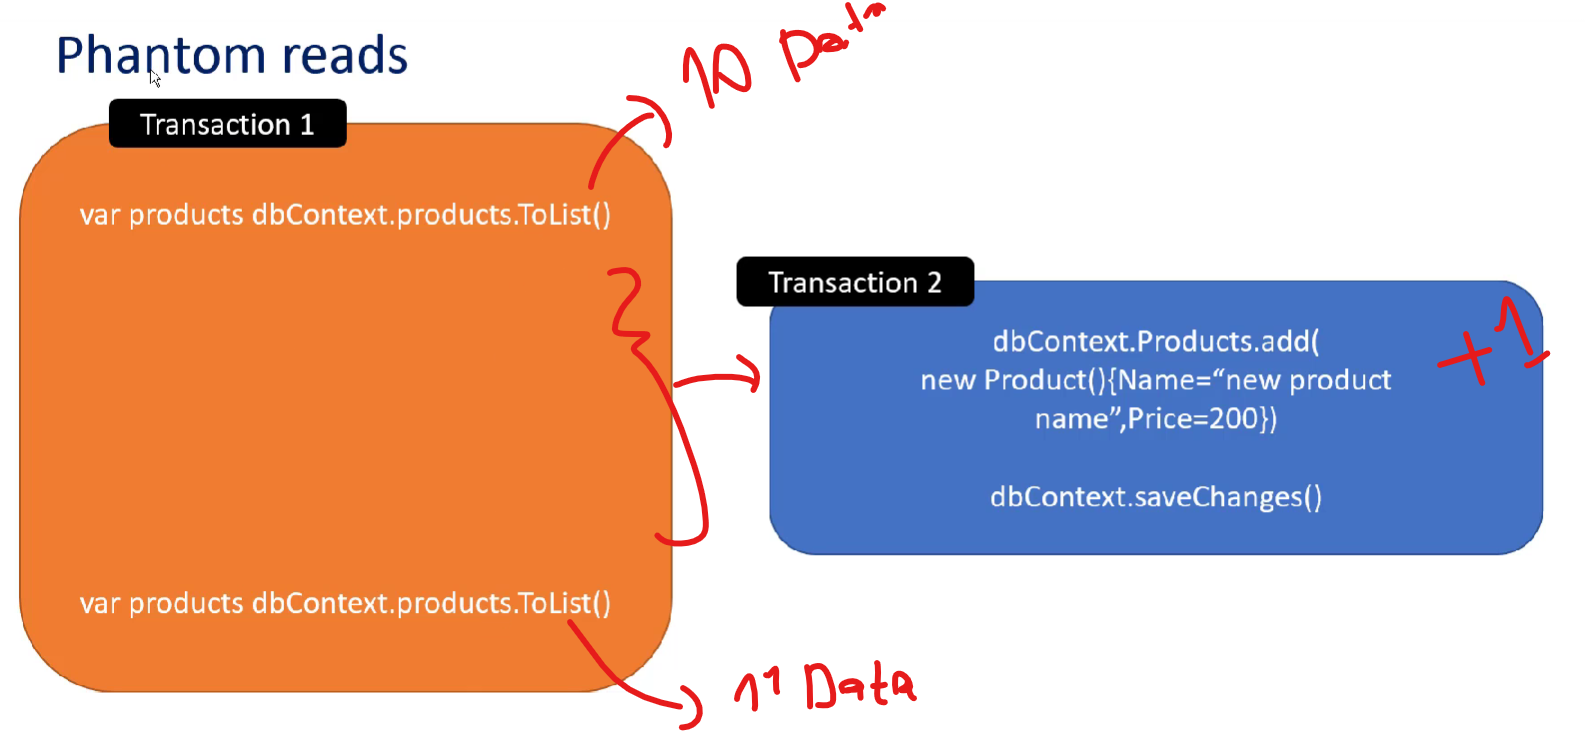 Phantom reads
10 Data
Transaction 1
var products dbContext.products.ToList()
Transaction 2
dbContext.Products.add(
new Product(){Name=“new product
name”,Price=200})
+1
dbContext.saveChanges()
var products dbContext.products.ToList()
11 Data